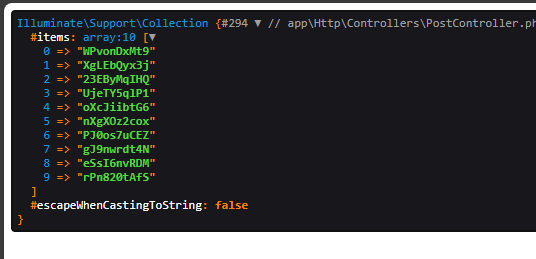 Illuminate\Support\Collection {#294 ▼ // app\Http\Controllers\PostController.ph
#items: array:10 [▼
0 => "WPvonDxMt9"
1 => "XgLEbQyx3j"
2 => "23EByMqIHQ"
3 => "UjeTY5qlP1"
4 => "oXcJiibtG6"
5 => "nXgXOz2cox"
6 => "PJ0os7uCEZ"
7 => "gJ9nwrdt4N"
8 => "eSsI6nvRDM"
9 => "rPn820tAfS"
]
#escapeWhenCastingToString: false
}